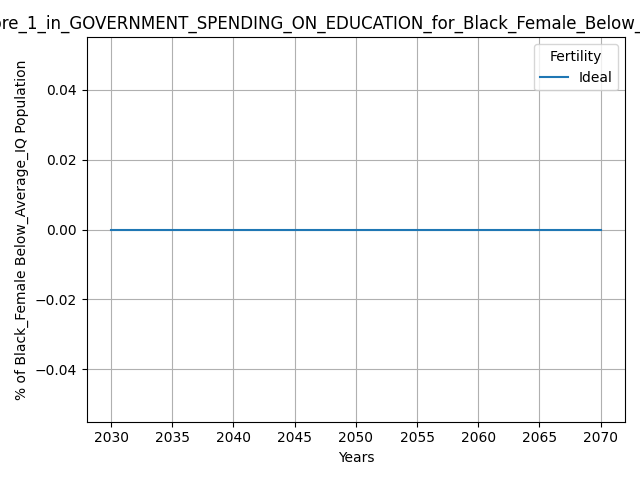 ore_1_in_GOVERNMENT_SPENDING_ON_EDUCATION_for_Black_Female_Below_
Fertility
Ideal
% of Black_Female Below_Average_IQ Population
0.04
0.02
0.00
−0.02
−0.04
2030 2035 2040 2045 2050 2055 2060 2065 2070
Years